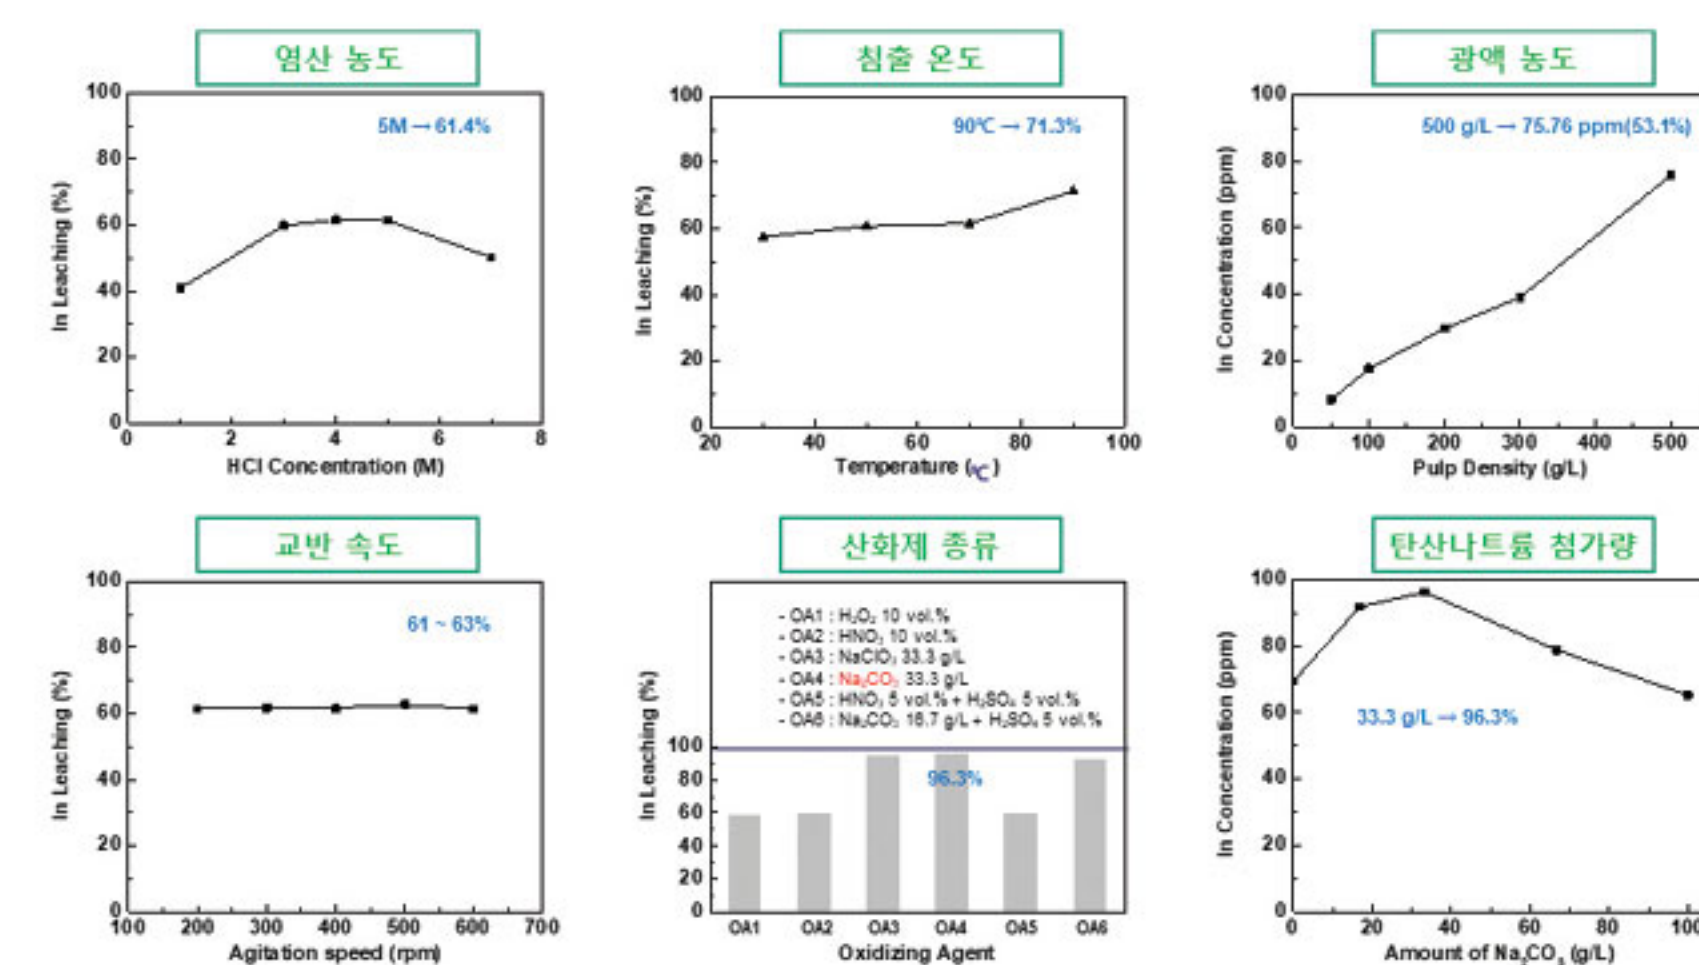 염산 농도
5M → 61.4%
100
80
60
40
20
0
In Leaching (%)
0 2 4 6 8
HCl Concentration (M)
침출 온도
90℃ → 71.3%
100
80
60
40
20
0
In Leaching (%)
20 40 60 80 100
Temperature (℃)
광액 농도
500 g/L → 75.76 ppm(53.1%)
100
80
60
40
20
0
In Concentration (ppm)
0 100 200 300 400 500
Pulp Density (g/L)
교반 속도
61 ~ 63%
100
80
60
40
20
0
In Leaching (%)
100 200 300 400 500 600 700
Agitation speed (rpm)
산화제 종류
- OA1 : H₂O₂ 10 vol.%
- OA2 : HNO₃ 10 vol.%
- OA3 : NaClO₃ 33.3 g/L
- OA4 : Na₂CO₃ 33.3 g/L
- OA5 : HNO₃ 5 vol.% + H₂SO₄ 5 vol.%
- OA6 : Na₂CO₃ 16.7 g/L + H₂SO₄ 5 vol.%
100
80
60
40
20
0
96.3%
In Leaching (%)
OA1 OA2 OA3 OA4 OA5 OA6
Oxidizing Agent
탄산나트륨 첨가량
33.3 g/L → 96.3%
100
80
60
40
20
0
In Concentration (ppm)
0 20 40 60 80 100
Amount of Na₂CO₃ (g/L)